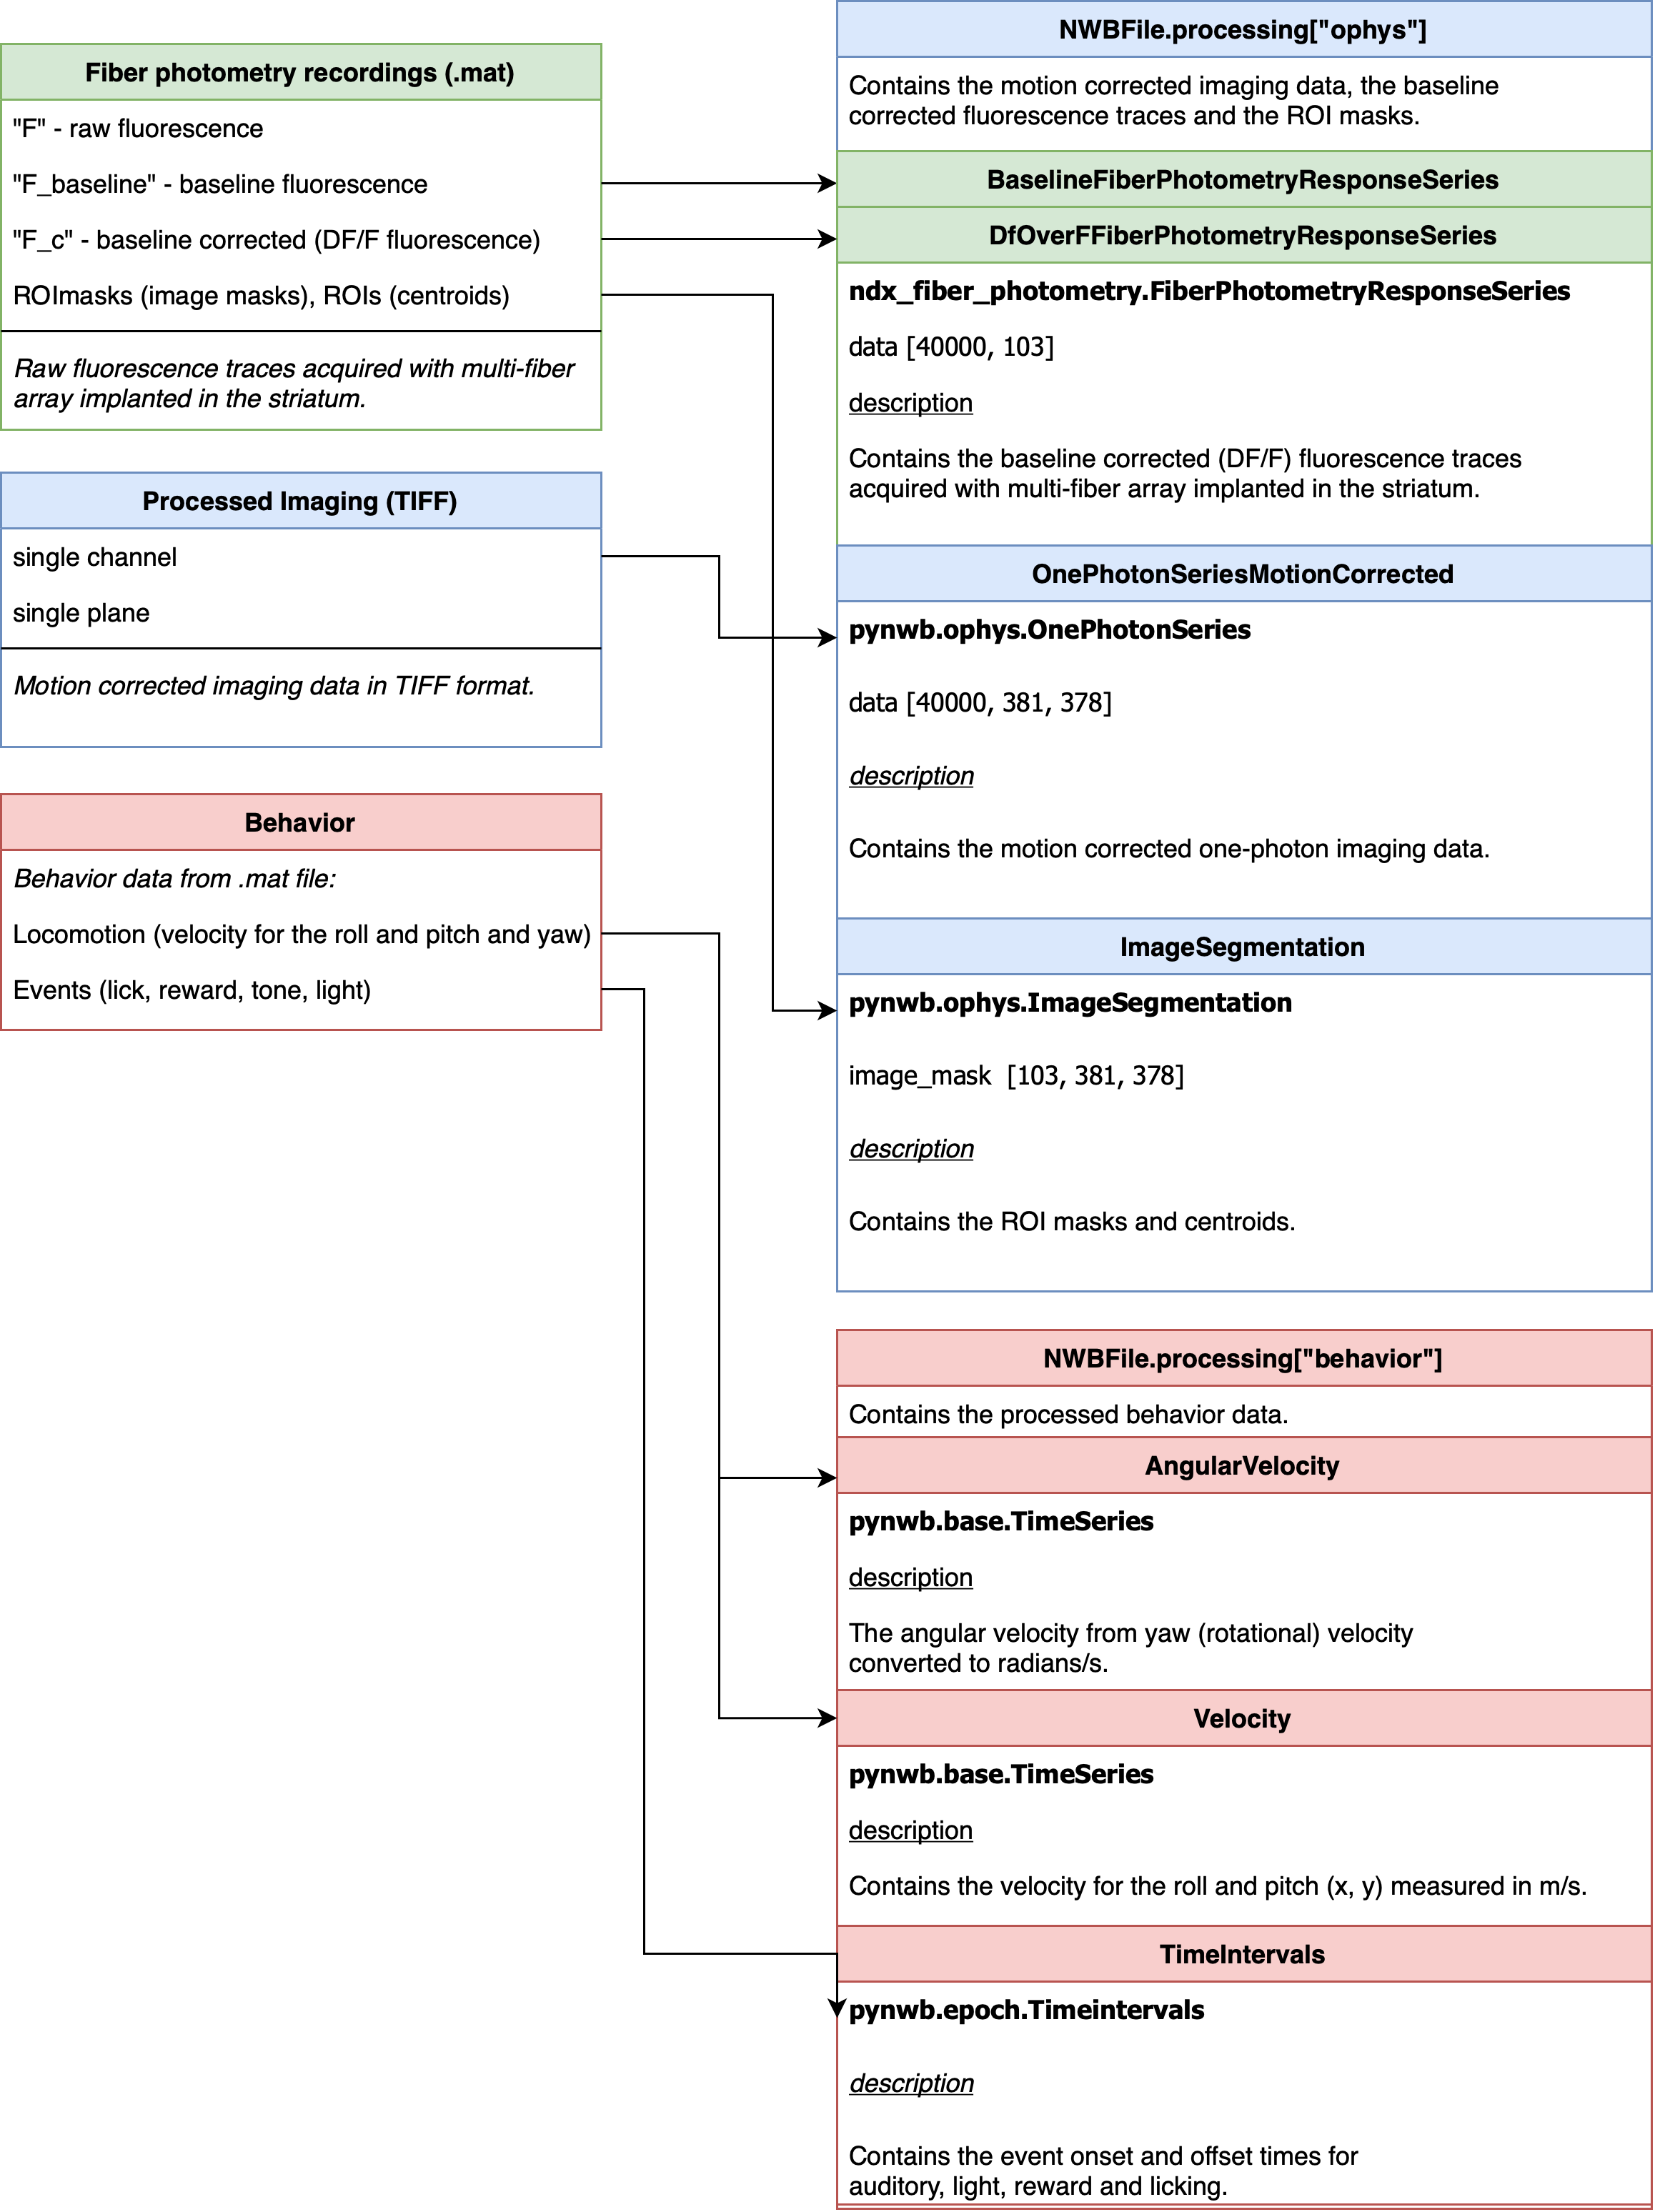 Fiber photometry recordings (.mat)
"F" - raw fluorescence
"F_baseline" - baseline fluorescence
"F_c" - baseline corrected (DF/F fluorescence)
ROImasks (image masks), ROIs (centroids)
Raw fluorescence traces acquired with multi-fiber
array implanted in the striatum.
Processed Imaging (TIFF)
single channel
single plane
Motion corrected imaging data in TIFF format.
Behavior
Behavior data from .mat file:
Locomotion (velocity for the roll and pitch and yaw)
Events (lick, reward, tone, light)
NWBFile.processing["ophys"]
Contains the motion corrected imaging data, the baseline
corrected fluorescence traces and the ROI masks.
BaselineFiberPhotometryResponseSeries
DfOverFFiberPhotometryResponseSeries
ndx_fiber_photometry.FiberPhotometryResponseSeries
data [40000, 103]
description
Contains the baseline corrected (DF/F) fluorescence traces
acquired with multi-fiber array implanted in the striatum.
OnePhotonSeriesMotionCorrected
pynwb.ophys.OnePhotonSeries
data [40000, 381, 378]
description
Contains the motion corrected one-photon imaging data.
ImageSegmentation
pynwb.ophys.ImageSegmentation
image_mask  [103, 381, 378]
description
Contains the ROI masks and centroids.
NWBFile.processing["behavior"]
Contains the processed behavior data.
AngularVelocity
pynwb.base.TimeSeries
description
The angular velocity from yaw (rotational) velocity
converted to radians/s.
Velocity
pynwb.base.TimeSeries
description
Contains the velocity for the roll and pitch (x, y) measured in m/s.
TimeIntervals
pynwb.epoch.Timeintervals
description
Contains the event onset and offset times for
auditory, light, reward and licking.